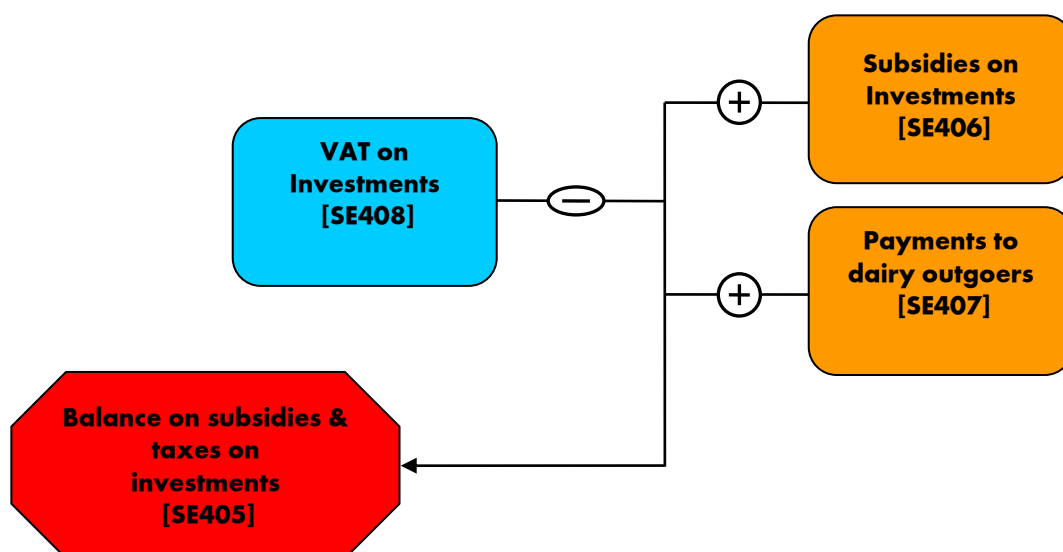 Subsidies on
Investments
[SE406]
+
VAT on
Investments
[SE408]
−
Payments to
dairy outgoers
[SE407]
+
Balance on subsidies &
taxes on
investments
[SE405]